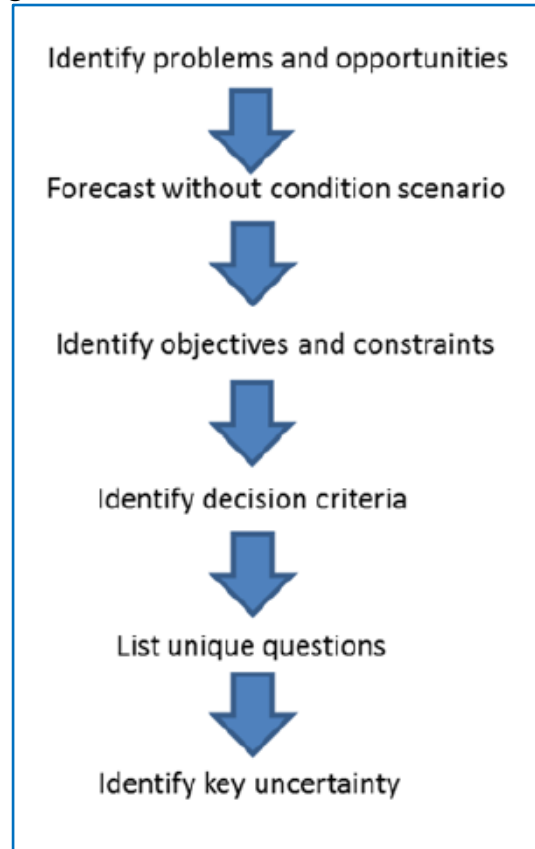 Identify problems and opportunities
Forecast without condition scenario
Identify objectives and constraints
Identify decision criteria
List unique questions
Identify key uncertainty